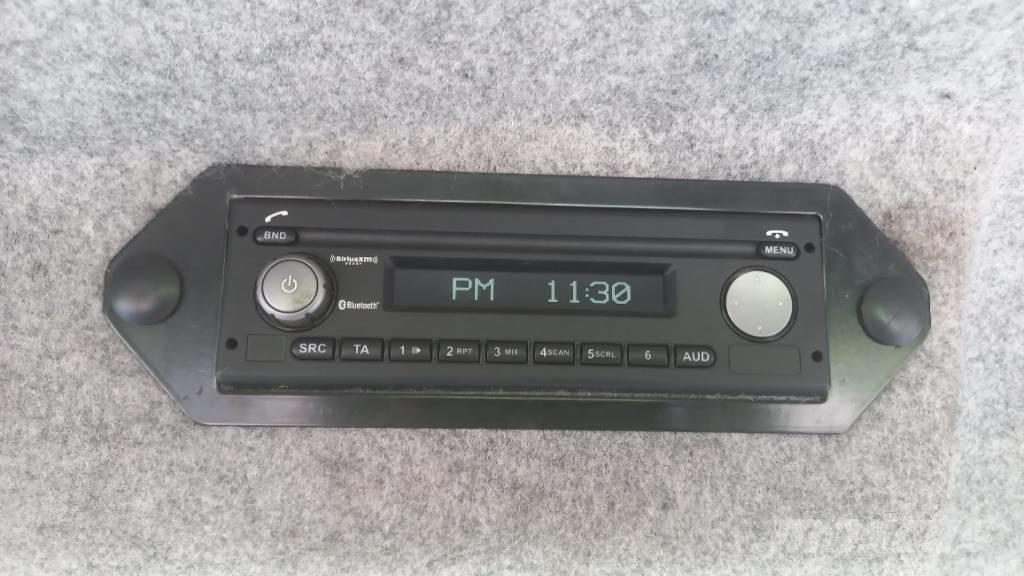 BND
MENU
((SiriusXM))
READY
Bluetooth®
PM 11:30
SRC TA 1 2 RPT 3 MIX 4 SCAN 5 SCRL 6 AUD